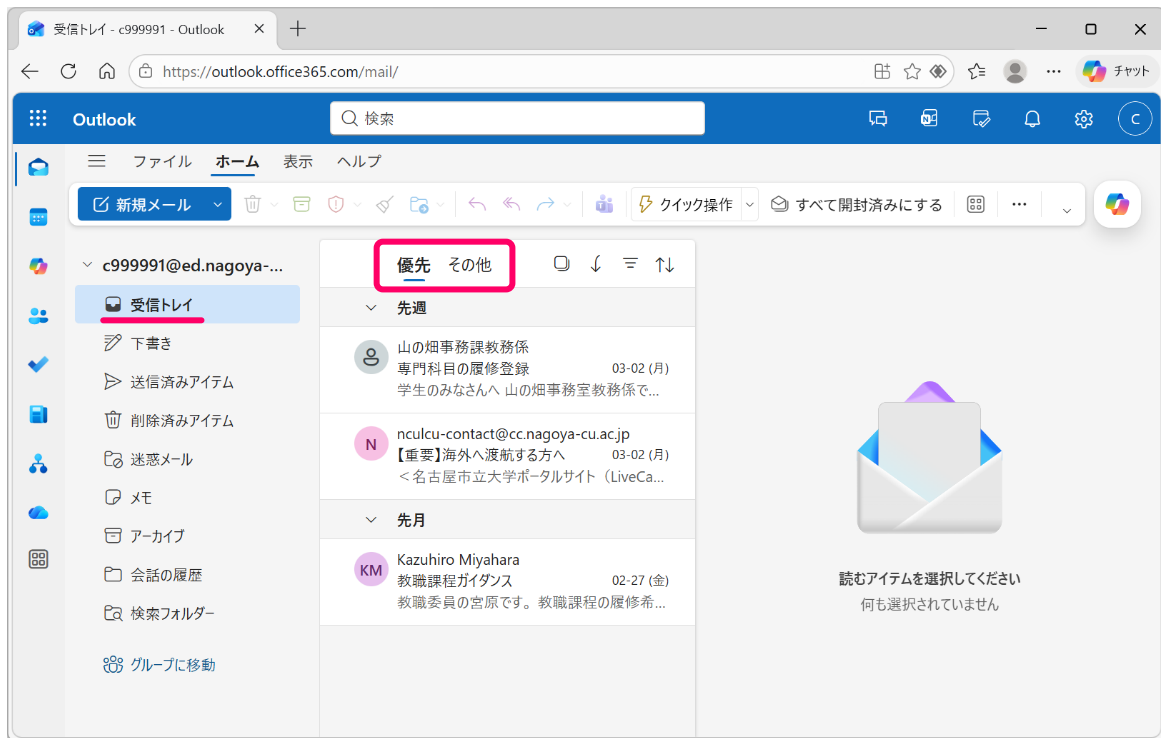 受信トレイ - c999991 - Outlook
https://outlook.office365.com/mail/
チャット
Outlook
検索
C
ファイル ホーム 表示 ヘルプ
新規メール
クイック操作
すべて開封済みにする
c999991@ed.nagoya-...
受信トレイ
下書き
送信済みアイテム
削除済みアイテム
迷惑メール
メモ
アーカイブ
会話の履歴
検索フォルダー
グループに移動
優先 その他
先週
山の畑事務課教務係
専門科目の履修登録 03-02 (月)
学生のみなさんへ 山の畑事務室教務係で...
N
nculcu-contact@cc.nagoya-cu.ac.jp
【重要】海外へ渡航する方へ 03-02 (月)
<名古屋市立大学ポータルサイト（LiveCa...
先月
KM
Kazuhiro Miyahara
教職課程ガイダンス 02-27 (金)
教職委員の宮原です。教職課程の履修希...
読むアイテムを選択してください
何も選択されていません